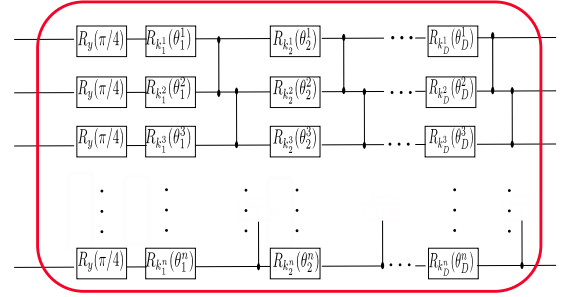 R_y(π/4) R_{k_1^1}(θ_1^1) R_{k_2^1}(θ_2^1) ··· R_{k_D^1}(θ_D^1)
R_y(π/4) R_{k_1^2}(θ_1^2) R_{k_2^2}(θ_2^2) ··· R_{k_D^2}(θ_D^2)
R_y(π/4) R_{k_1^3}(θ_1^3) R_{k_2^3}(θ_2^3) ··· R_{k_D^3}(θ_D^3)
R_y(π/4) R_{k_1^n}(θ_1^n) R_{k_2^n}(θ_2^n) ··· R_{k_D^n}(θ_D^n)